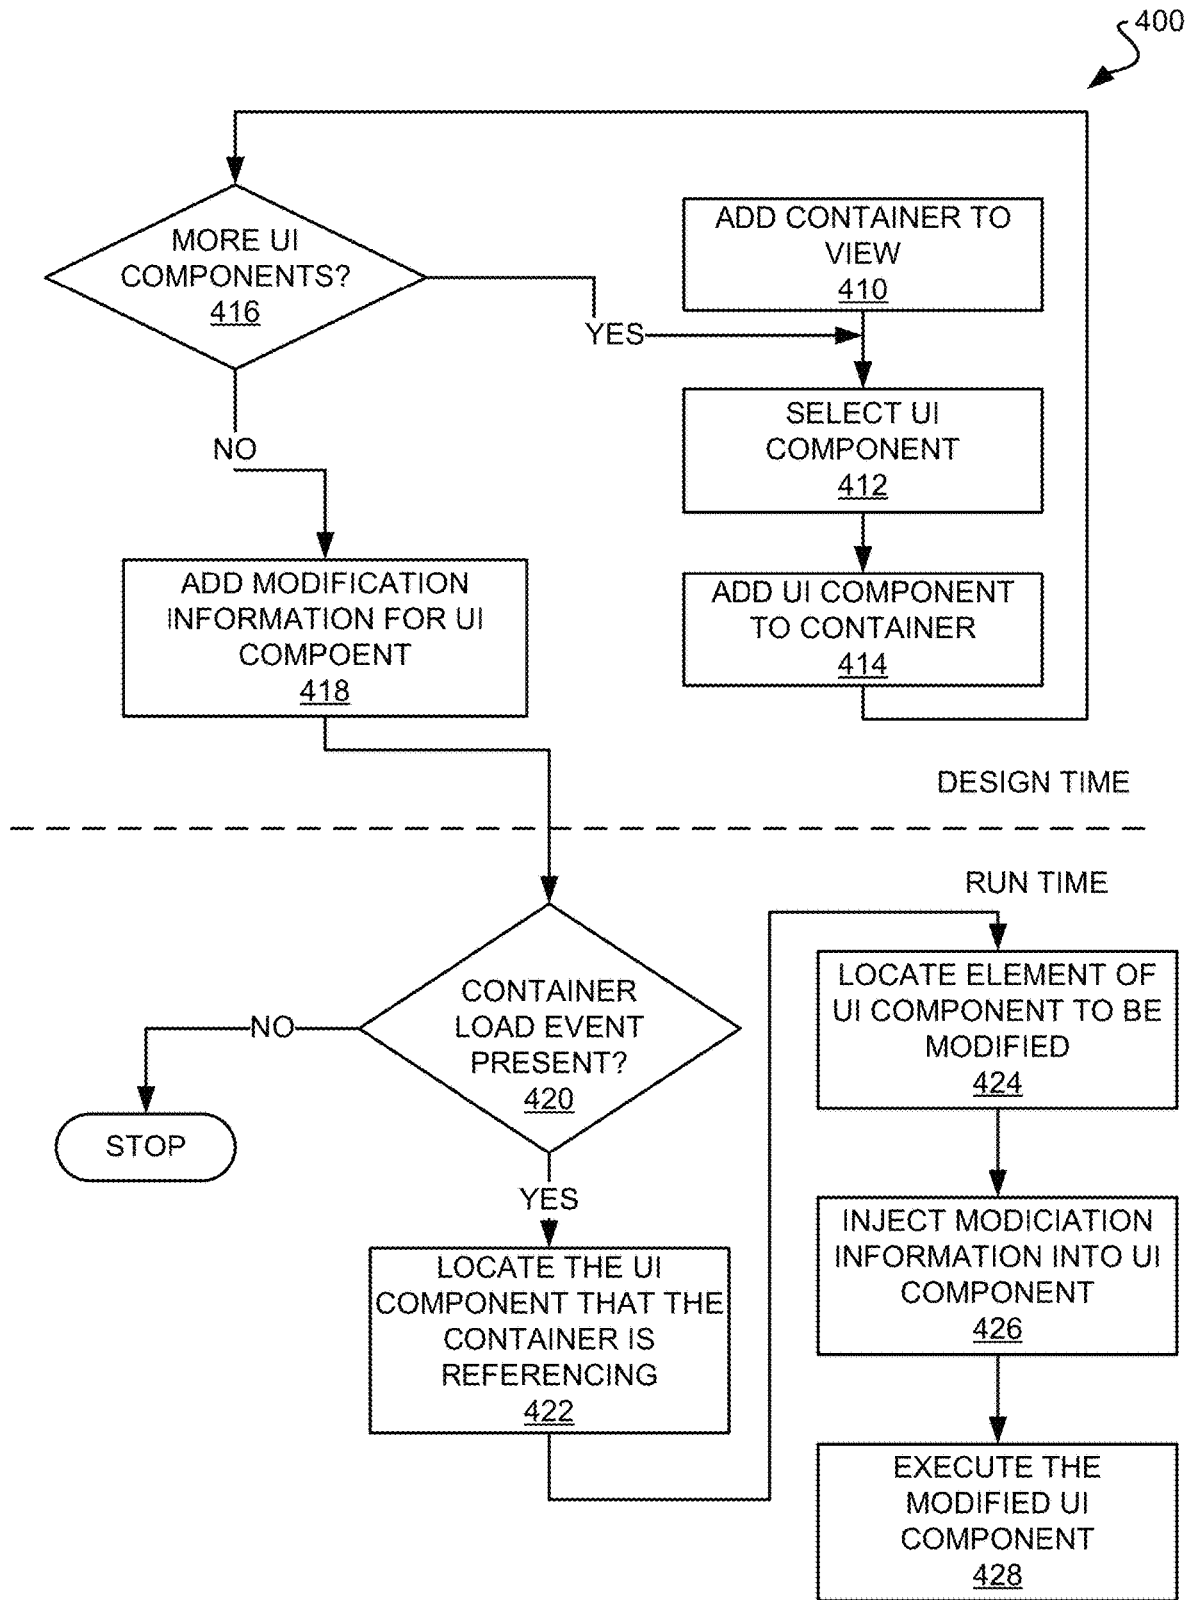 400
MORE UI
COMPONENTS?
416
ADD CONTAINER TO
VIEW
410
YES
SELECT UI
COMPONENT
412
NO
ADD MODIFICATION
INFORMATION FOR UI
COMPOENT
418
ADD UI COMPONENT
TO CONTAINER
414
DESIGN TIME
RUN TIME
CONTAINER
LOAD EVENT
PRESENT?
420
NO
STOP
YES
LOCATE THE UI
COMPONENT THAT THE
CONTAINER IS
REFERENCING
422
LOCATE ELEMENT OF
UI COMPONENT TO BE
MODIFIED
424
INJECT MODICIATION
INFORMATION INTO UI
COMPONENT
426
EXECUTE THE
MODIFIED UI
COMPONENT
428